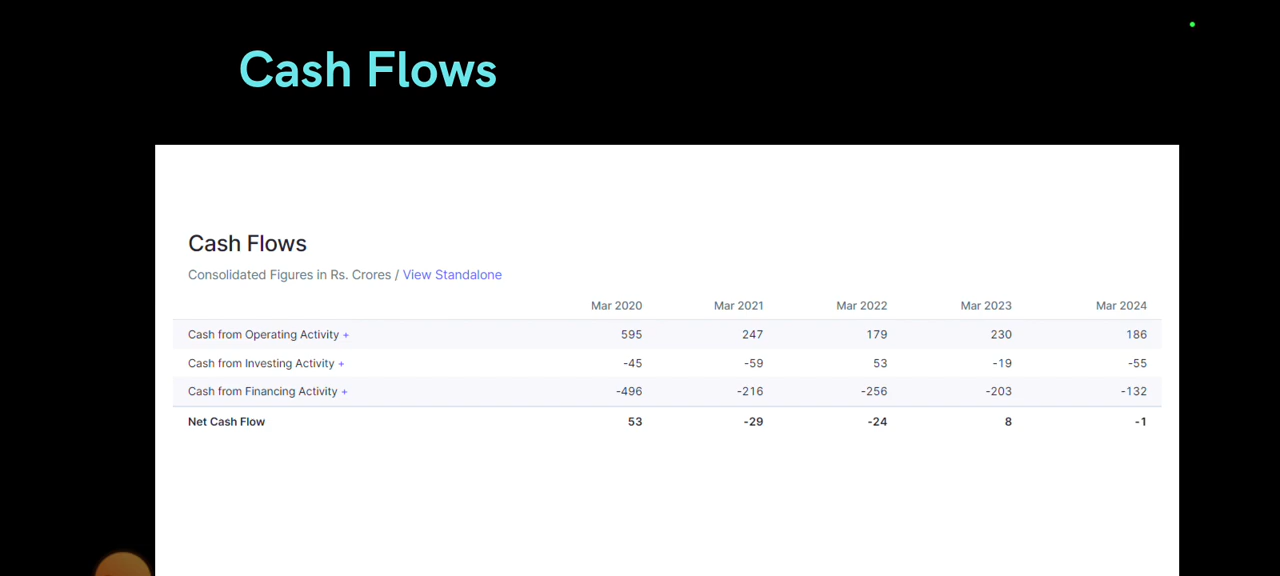 Cash Flows
Cash Flows
Consolidated Figures in Rs. Crores / View Standalone
Mar 2020 Mar 2021 Mar 2022 Mar 2023 Mar 2024
Cash from Operating Activity + 595 247 179 230 186
Cash from Investing Activity + -45 -59 53 -19 -55
Cash from Financing Activity + -496 -216 -256 -203 -132
Net Cash Flow 53 -29 -24 8 -1